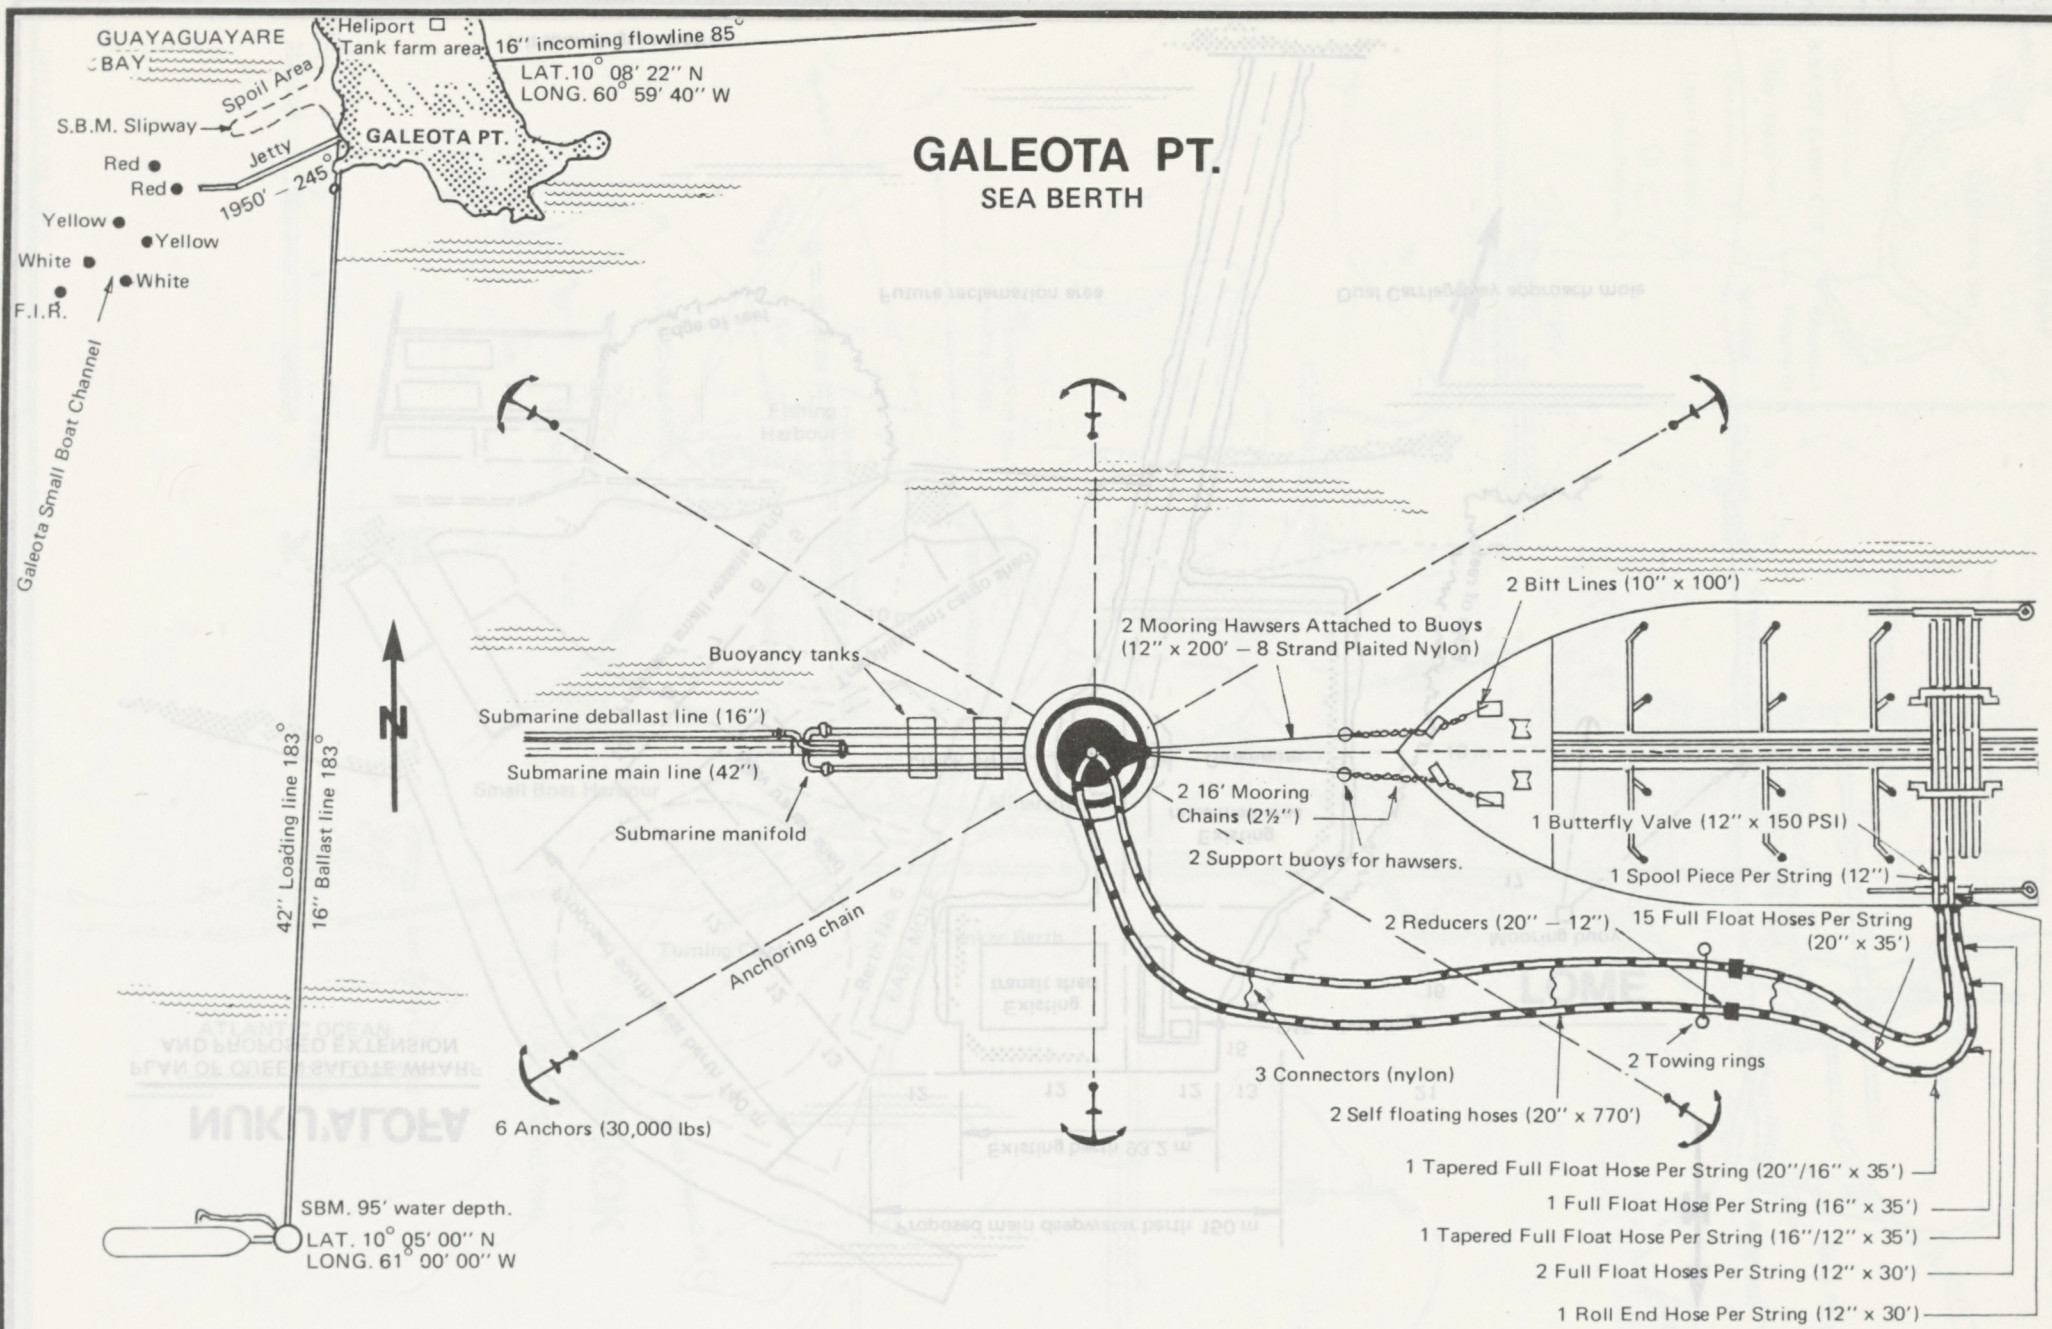 GUAYAGUAYARE
BAY
Heliport
Tank farm area
16'' incoming flowline 85°
LAT.10° 08' 22'' N
LONG. 60° 59' 40'' W
Spoil Area
S.B.M. Slipway
GALEOTA PT.
Jetty
1950' – 245°
Red
Red
Yellow
Yellow
White
White
F.I.R.
Galeota Small Boat Channel
GALEOTA PT.
SEA BERTH
42'' Loading line 183°
16'' Ballast line 183°
N
2 Bitt Lines (10'' x 100')
2 Mooring Hawsers Attached to Buoys
(12'' x 200' – 8 Strand Plaited Nylon)
Buoyancy tanks
Submarine deballast line (16'')
Submarine main line (42'')
Submarine manifold
2 16' Mooring
Chains (2½'')
2 Support buoys for hawsers.
1 Butterfly Valve (12'' x 150 PSI)
1 Spool Piece Per String (12'')
2 Reducers (20'' – 12'')
15 Full Float Hoses Per String
(20'' x 35')
Anchoring chain
6 Anchors (30,000 lbs)
3 Connectors (nylon)
2 Towing rings
2 Self floating hoses (20'' x 770')
1 Tapered Full Float Hose Per String (20''/16'' x 35')
1 Full Float Hose Per String (16'' x 35')
1 Tapered Full Float Hose Per String (16''/12'' x 35')
2 Full Float Hoses Per String (12'' x 30')
1 Roll End Hose Per String (12'' x 30')
SBM. 95' water depth.
LAT. 10° 05' 00'' N
LONG. 61° 00' 00'' W